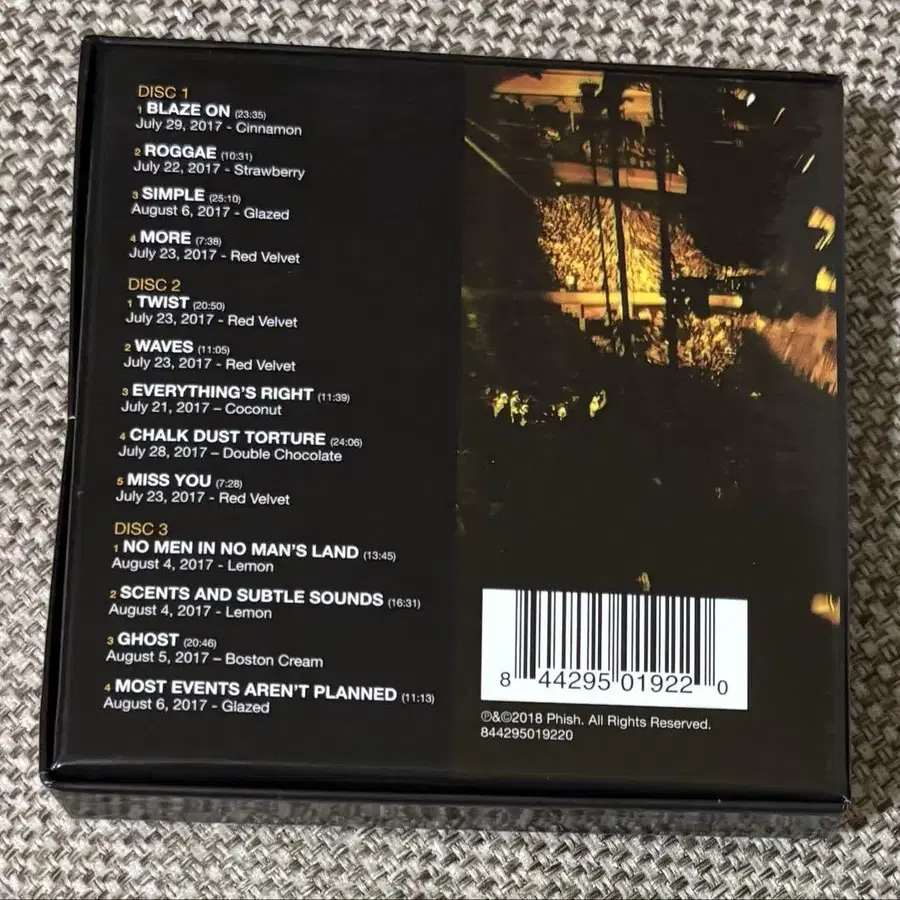 DISC 1
1 BLAZE ON (23:35)
July 29, 2017 - Cinnamon
2 ROGGAE (10:31)
July 22, 2017 - Strawberry
3 SIMPLE (25:10)
August 6, 2017 - Glazed
4 MORE (7:38)
July 23, 2017 - Red Velvet
DISC 2
1 TWIST (20:50)
July 23, 2017 - Red Velvet
2 WAVES (11:05)
July 23, 2017 - Red Velvet
3 EVERYTHING'S RIGHT (11:39)
July 21, 2017 – Coconut
4 CHALK DUST TORTURE (24:06)
July 28, 2017 – Double Chocolate
5 MISS YOU (7:28)
July 23, 2017 - Red Velvet
DISC 3
1 NO MEN IN NO MAN'S LAND (13:45)
August 4, 2017 - Lemon
2 SCENTS AND SUBTLE SOUNDS (16:31)
August 4, 2017 - Lemon
3 GHOST (20:46)
August 5, 2017 – Boston Cream
4 MOST EVENTS AREN'T PLANNED (11:13)
August 6, 2017 - Glazed
8 44295 01922 0
℗&©2018 Phish. All Rights Reserved.
844295019220